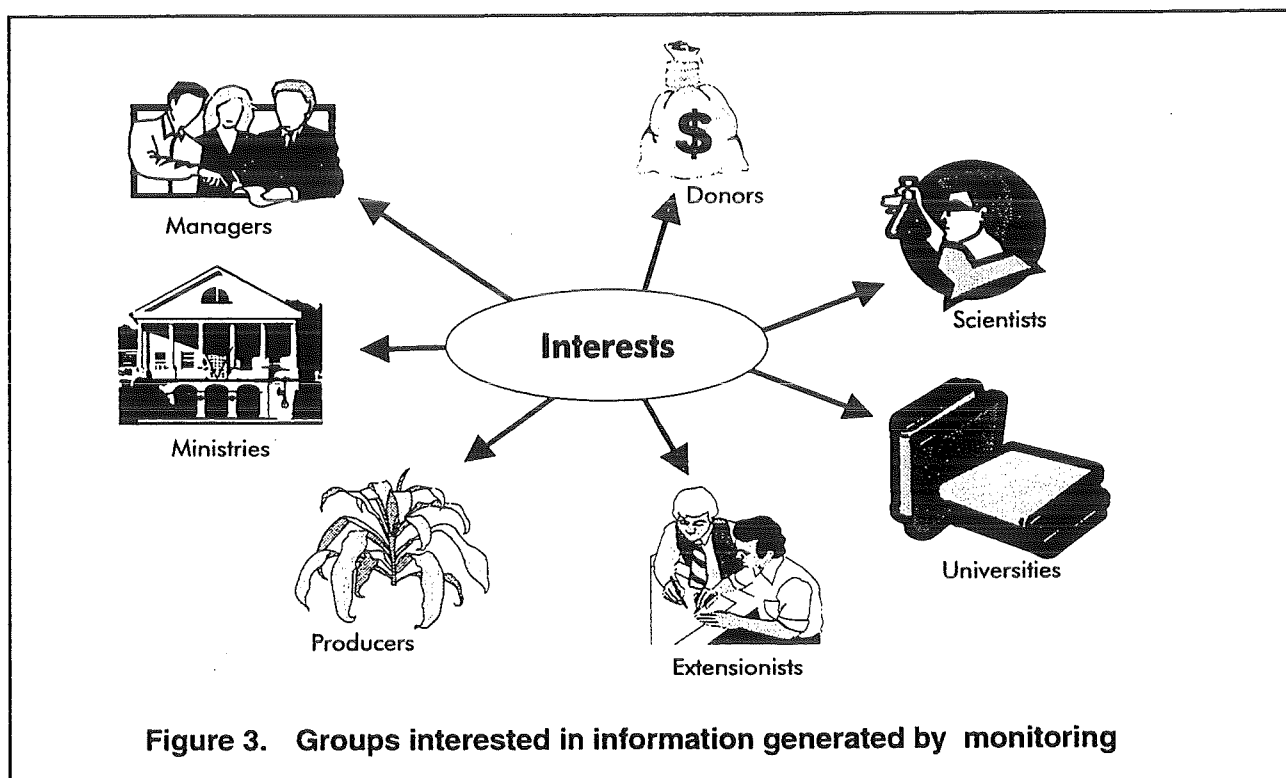 $
Donors
Managers
Scientists
Interests
Ministries
Universities
Producers
Extensionists
Figure 3. Groups interested in information generated by monitoring